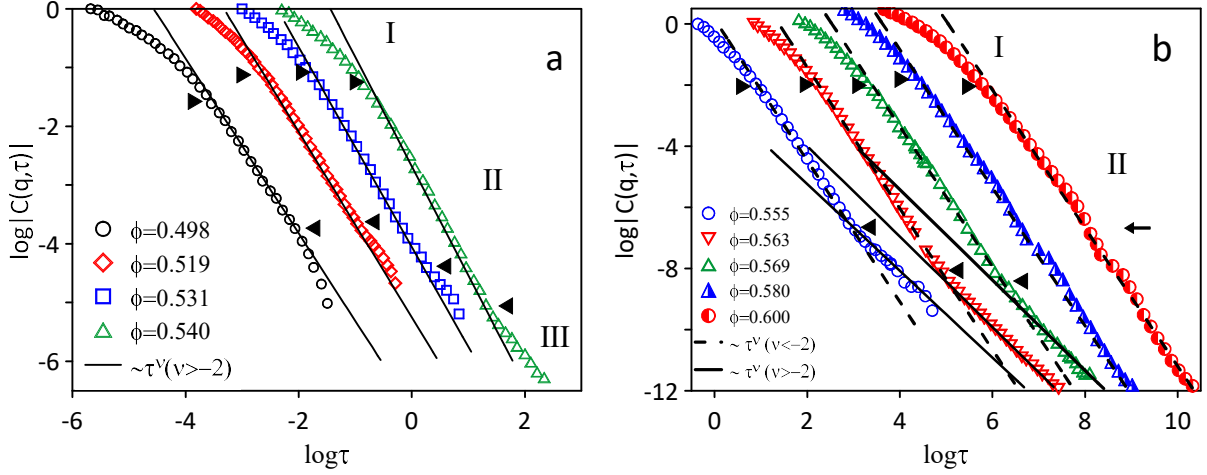 0
-2
-4
-6
log|C(q,τ)|
I
a
II
III
ϕ=0.498
ϕ=0.519
ϕ=0.531
ϕ=0.540
~τ^ν(ν>−2)
-6 -4 -2 0 2
logτ
0
-4
-8
-12
log|C(q,τ)|
I
b
II
ϕ=0.555
ϕ=0.563
ϕ=0.569
ϕ=0.580
ϕ=0.600
~ τ^ν (ν<−2)
~ τ^ν (ν>−2)
0 2 4 6 8 10
logτ